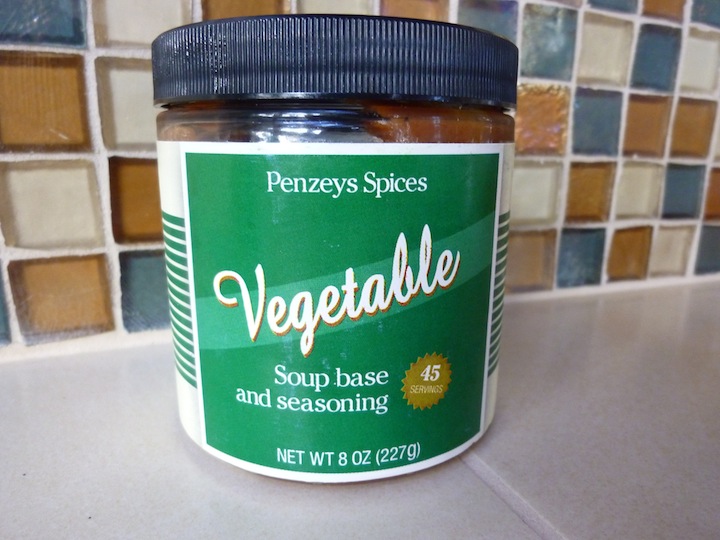 Penzeys Spices
Vegetable
Soup base
and seasoning
45
SERVINGS
NET WT 8 OZ (227g)